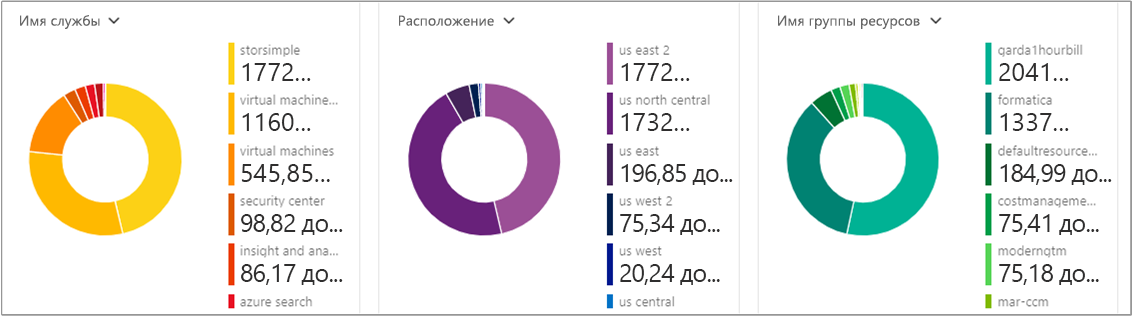 Имя службы
storsimple
1772...
virtual machine...
1160...
virtual machines
545,85...
security center
98,82 до...
insight and ana...
86,17 до...
azure search
Расположение
us east 2
1772...
us north central
1732...
us east
196,85 до...
us west 2
75,34 до...
us west
20,24 до...
us central
Имя группы ресурсов
qarda1hourbill
2041...
formatica
1337...
defaultresource...
184,99 до...
costmanageme...
75,41 до...
modernqtm
75,18 до...
mar-ccm